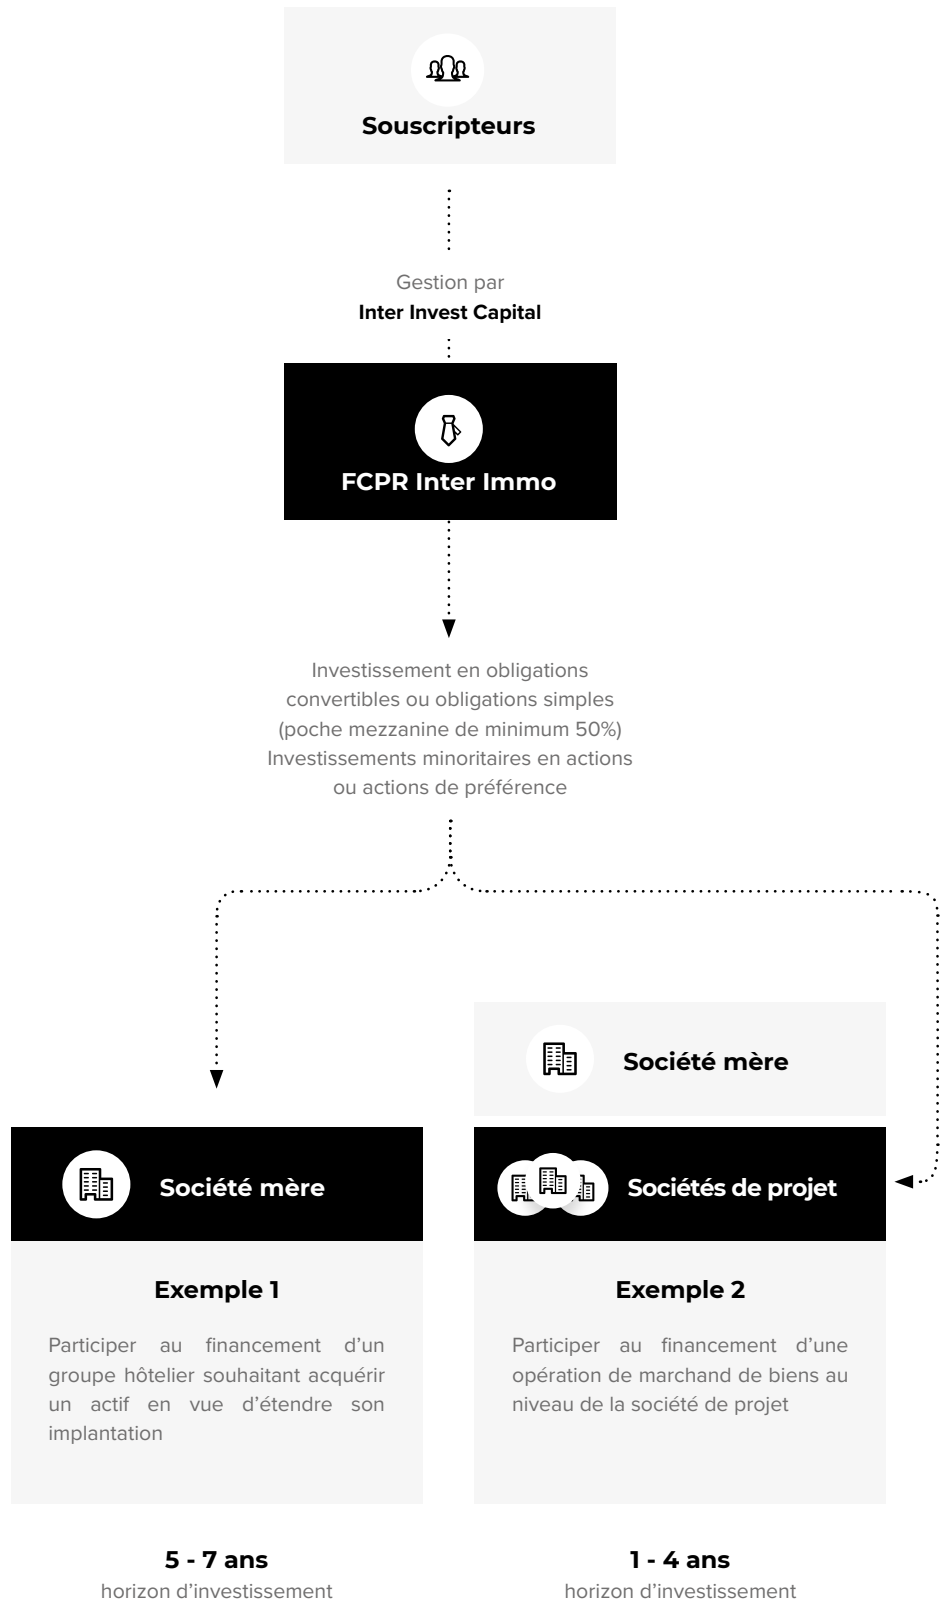 Souscripteurs
Gestion par
Inter Invest Capital
FCPR Inter Immo
Investissement en obligations
convertibles ou obligations simples
(poche mezzanine de minimum 50%)
Investissements minoritaires en actions
ou actions de préférence
Société mère
Exemple 1
Participer au financement d’un
groupe hôtelier souhaitant acquérir
un actif en vue d’étendre son
implantation
5 - 7 ans
horizon d’investissement
Société mère
Sociétés de projet
Exemple 2
Participer au financement d’une
opération de marchand de biens au
niveau de la société de projet
1 - 4 ans
horizon d’investissement